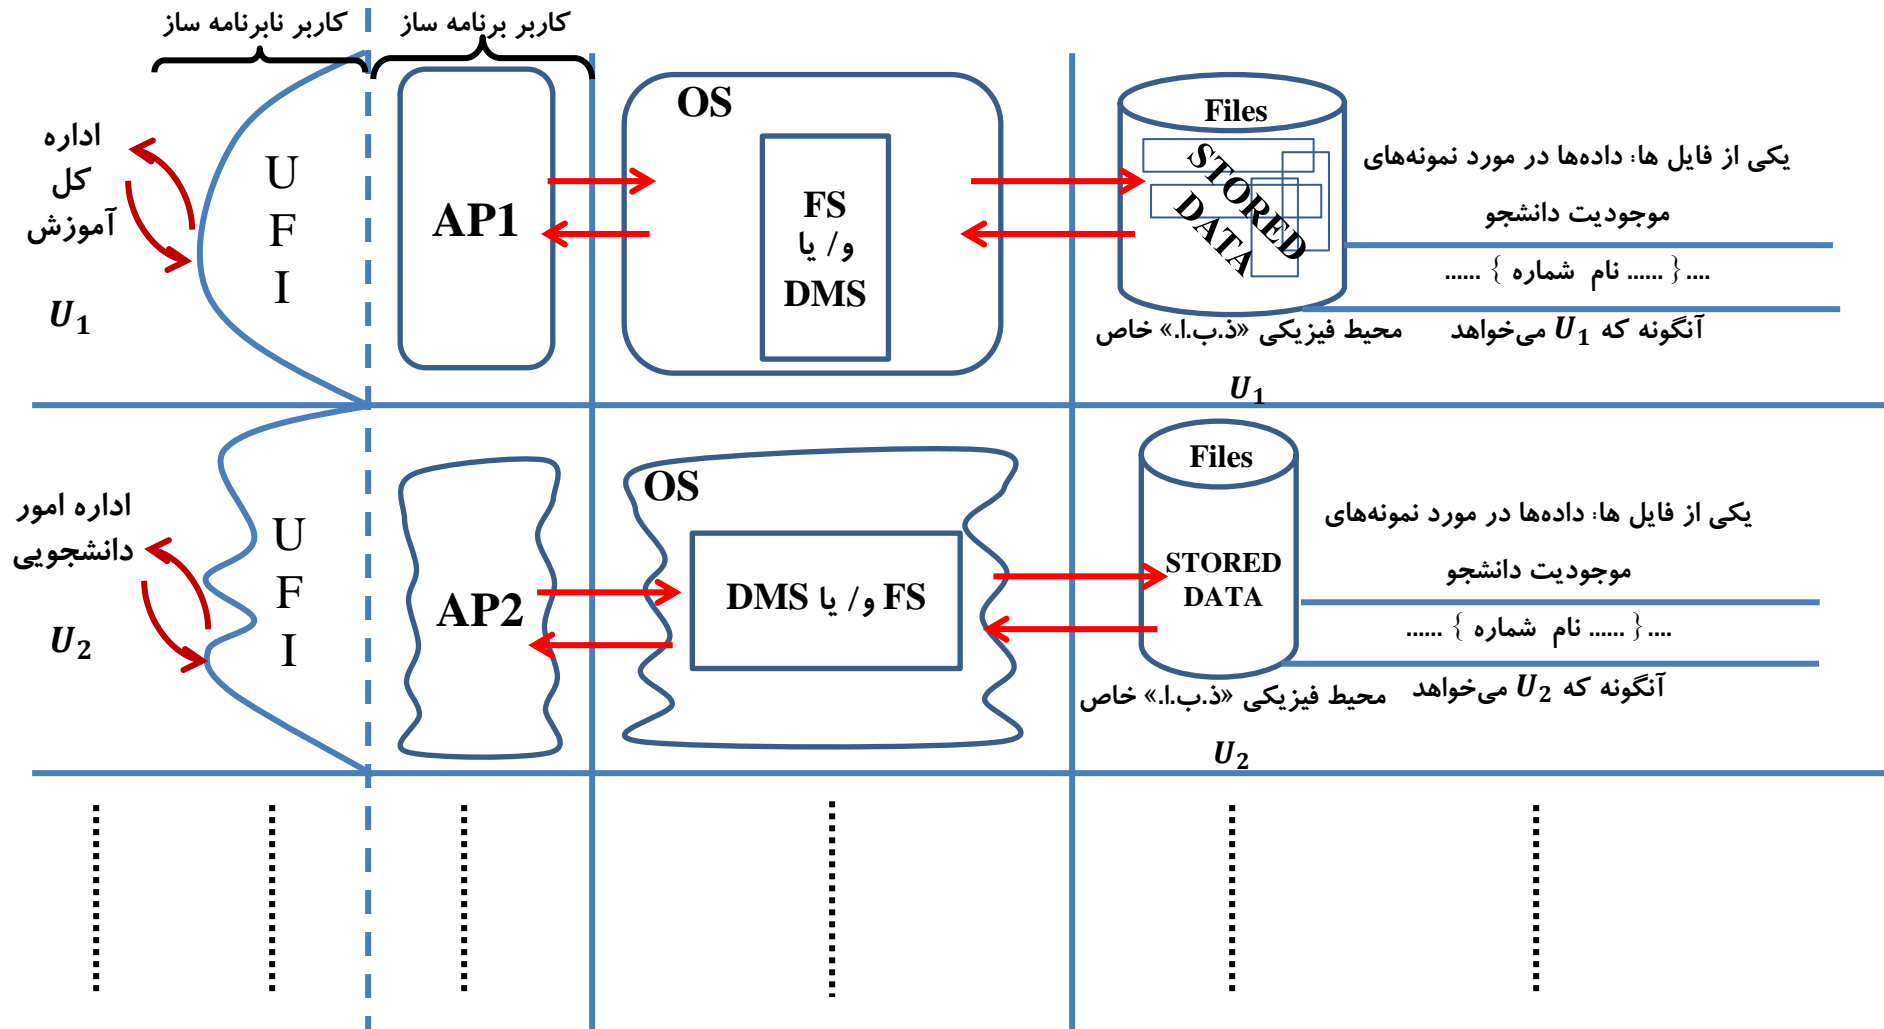 کاربر نابرنامه ساز
کاربر برنامه ساز
اداره
کل
آموزش
U₁
U
F
I
AP1
OS
FS
و/ یا
DMS
Files
STORED
DATA
یکی از فایل ها: داده‌ها در مورد نمونه‌های
موجودیت دانشجو
...... { نام شماره ...... } ....
آنگونه که U₁ می‌خواهد
محیط فیزیکی «ذ.ب.ا.» خاص
U₁
اداره امور
دانشجویی
U₂
U
F
I
AP2
OS
FS و/ یا DMS
Files
STORED
DATA
یکی از فایل ها: داده‌ها در مورد نمونه‌های
موجودیت دانشجو
...... { نام شماره ...... } ....
آنگونه که U₂ می‌خواهد
محیط فیزیکی «ذ.ب.ا.» خاص
U₂